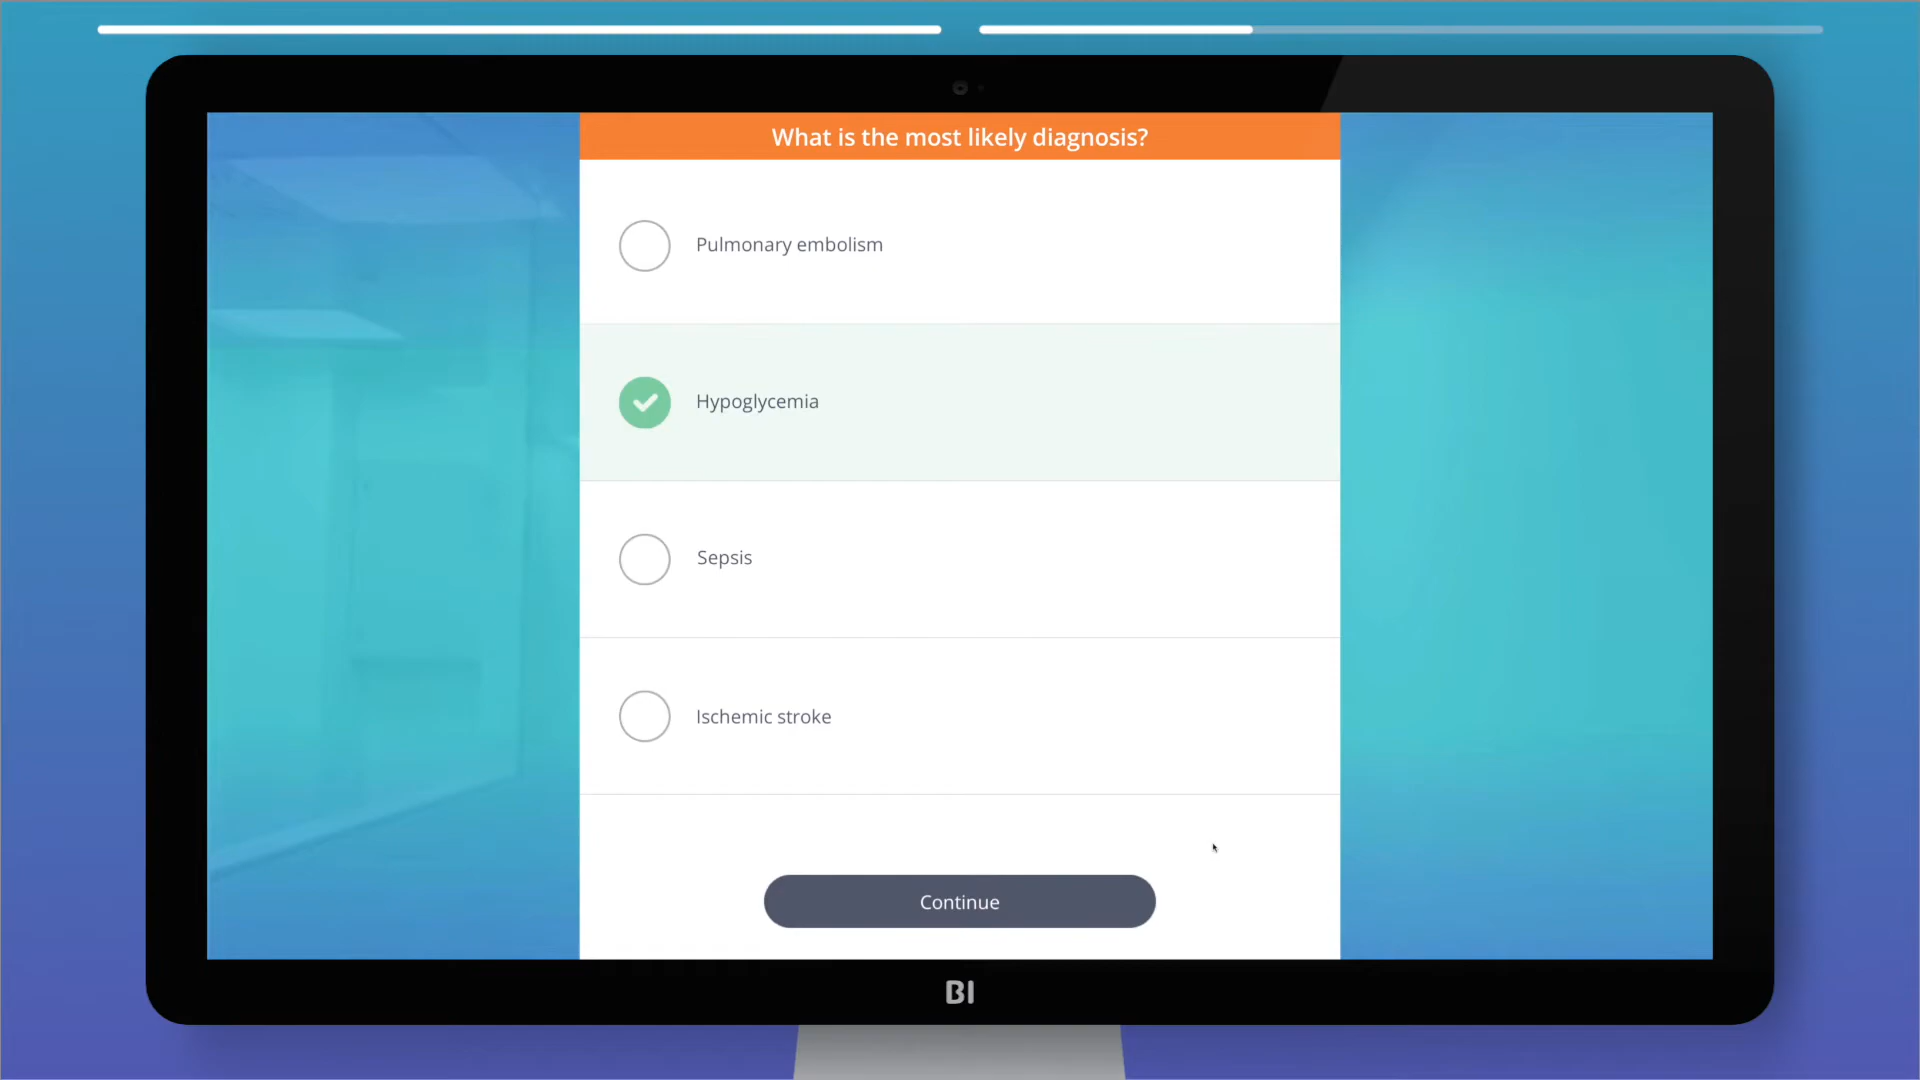 What is the most likely diagnosis?
Pulmonary embolism
Hypoglycemia
Sepsis
Ischemic stroke
Continue
BI